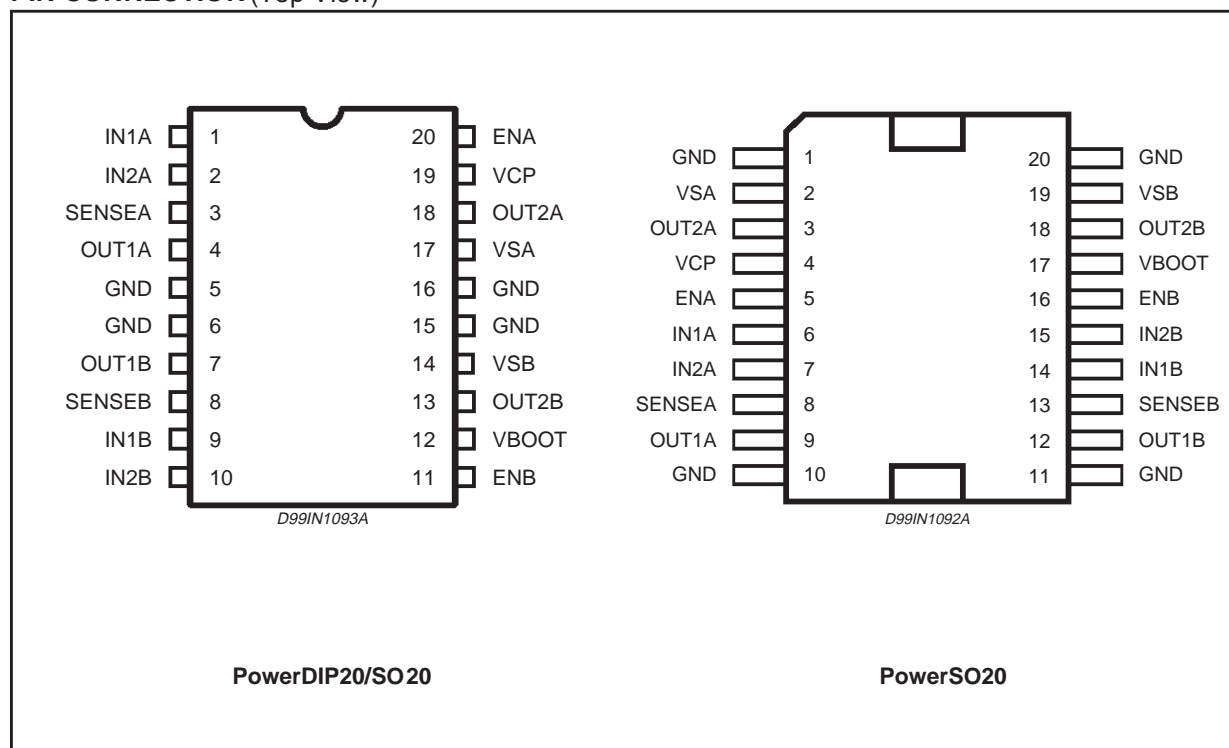 PIN CONNECTION (Top View)
IN1A 1 20 ENA
IN2A 2 19 VCP
SENSEA 3 18 OUT2A
OUT1A 4 17 VSA
GND 5 16 GND
GND 6 15 GND
OUT1B 7 14 VSB
SENSEB 8 13 OUT2B
IN1B 9 12 VBOOT
IN2B 10 11 ENB
D99IN1093A
PowerDIP20/SO20
GND 1 20 GND
VSA 2 19 VSB
OUT2A 3 18 OUT2B
VCP 4 17 VBOOT
ENA 5 16 ENB
IN1A 6 15 IN2B
IN2A 7 14 IN1B
SENSEA 8 13 SENSEB
OUT1A 9 12 OUT1B
GND 10 11 GND
D99IN1092A
PowerSO20